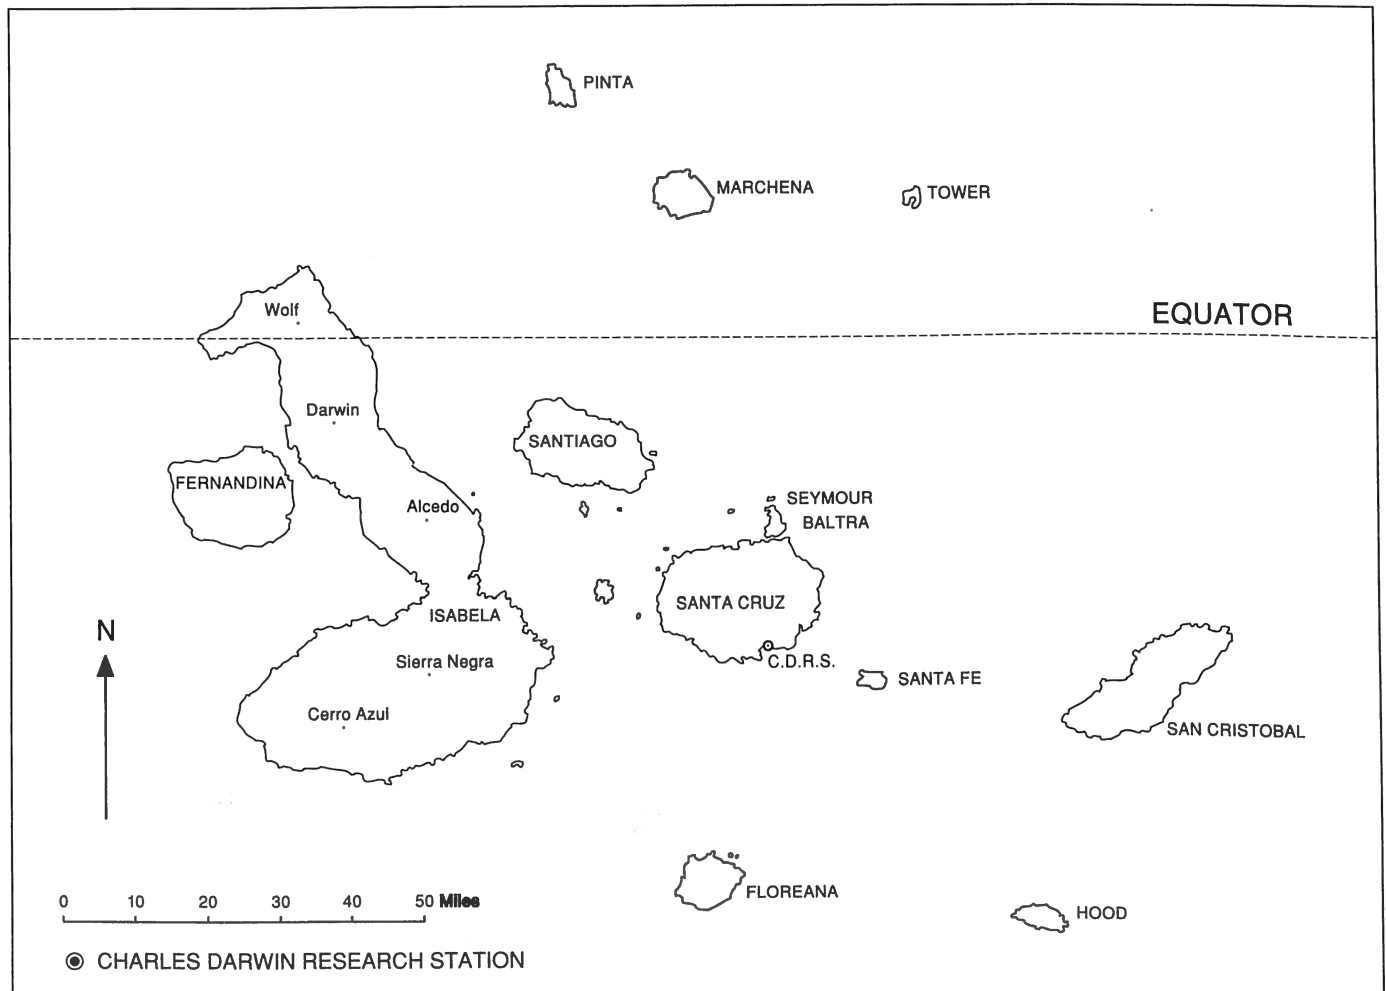 PINTA
MARCHENA
TOWER
Wolf
EQUATOR
Darwin
SANTIAGO
FERNANDINA
Alcedo
SEYMOUR
BALTRA
SANTA CRUZ
ISABELA
N
Sierra Negra
C.D.R.S.
SANTA FE
Cerro Azul
SAN CRISTOBAL
FLOREANA
HOOD
0 10 20 30 40 50 Miles
CHARLES DARWIN RESEARCH STATION